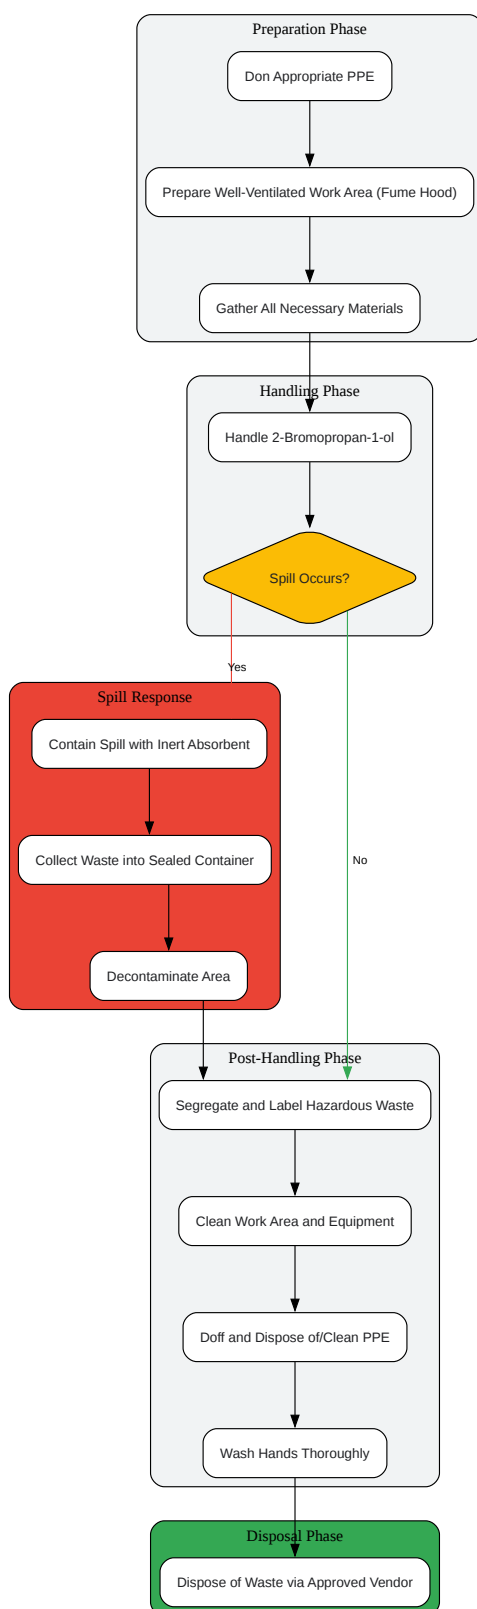 Preparation Phase
Don Appropriate PPE
Prepare Well-Ventilated Work Area (Fume Hood)
Gather All Necessary Materials
Handling Phase
Handle 2-Bromopropan-1-ol
Spill Occurs?
Yes
Spill Response
Contain Spill with Inert Absorbent
Collect Waste into Sealed Container
No
Decontaminate Area
Post-Handling Phase
Segregate and Label Hazardous Waste
Clean Work Area and Equipment
Doff and Dispose of/Clean PPE
Wash Hands Thoroughly
Disposal Phase
Dispose of Waste via Approved Vendor